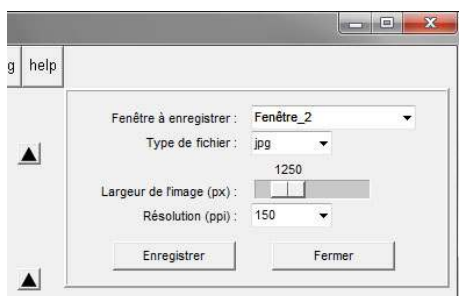 g help
Fenêtre à enregistrer : Fenêtre_2
Type de fichier : jpg
1250
Largeur de l'image (px) :
Résolution (ppi) : 150
Enregistrer Fermer